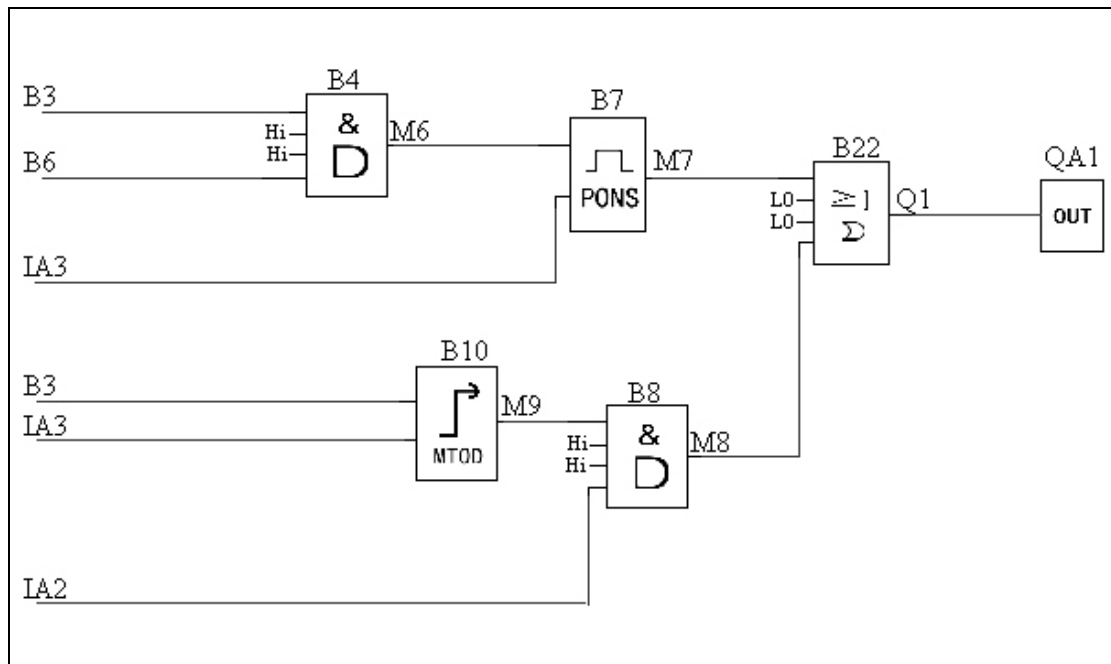 B3
B6
IA3
B4
Hi
Hi
&
M6
B7
PONS
M7
B22
L0
L0
≥1
Q1
QA1
OUT
B3
IA3
B10
MTOD
M9
B8
Hi
Hi
&
M8
IA2